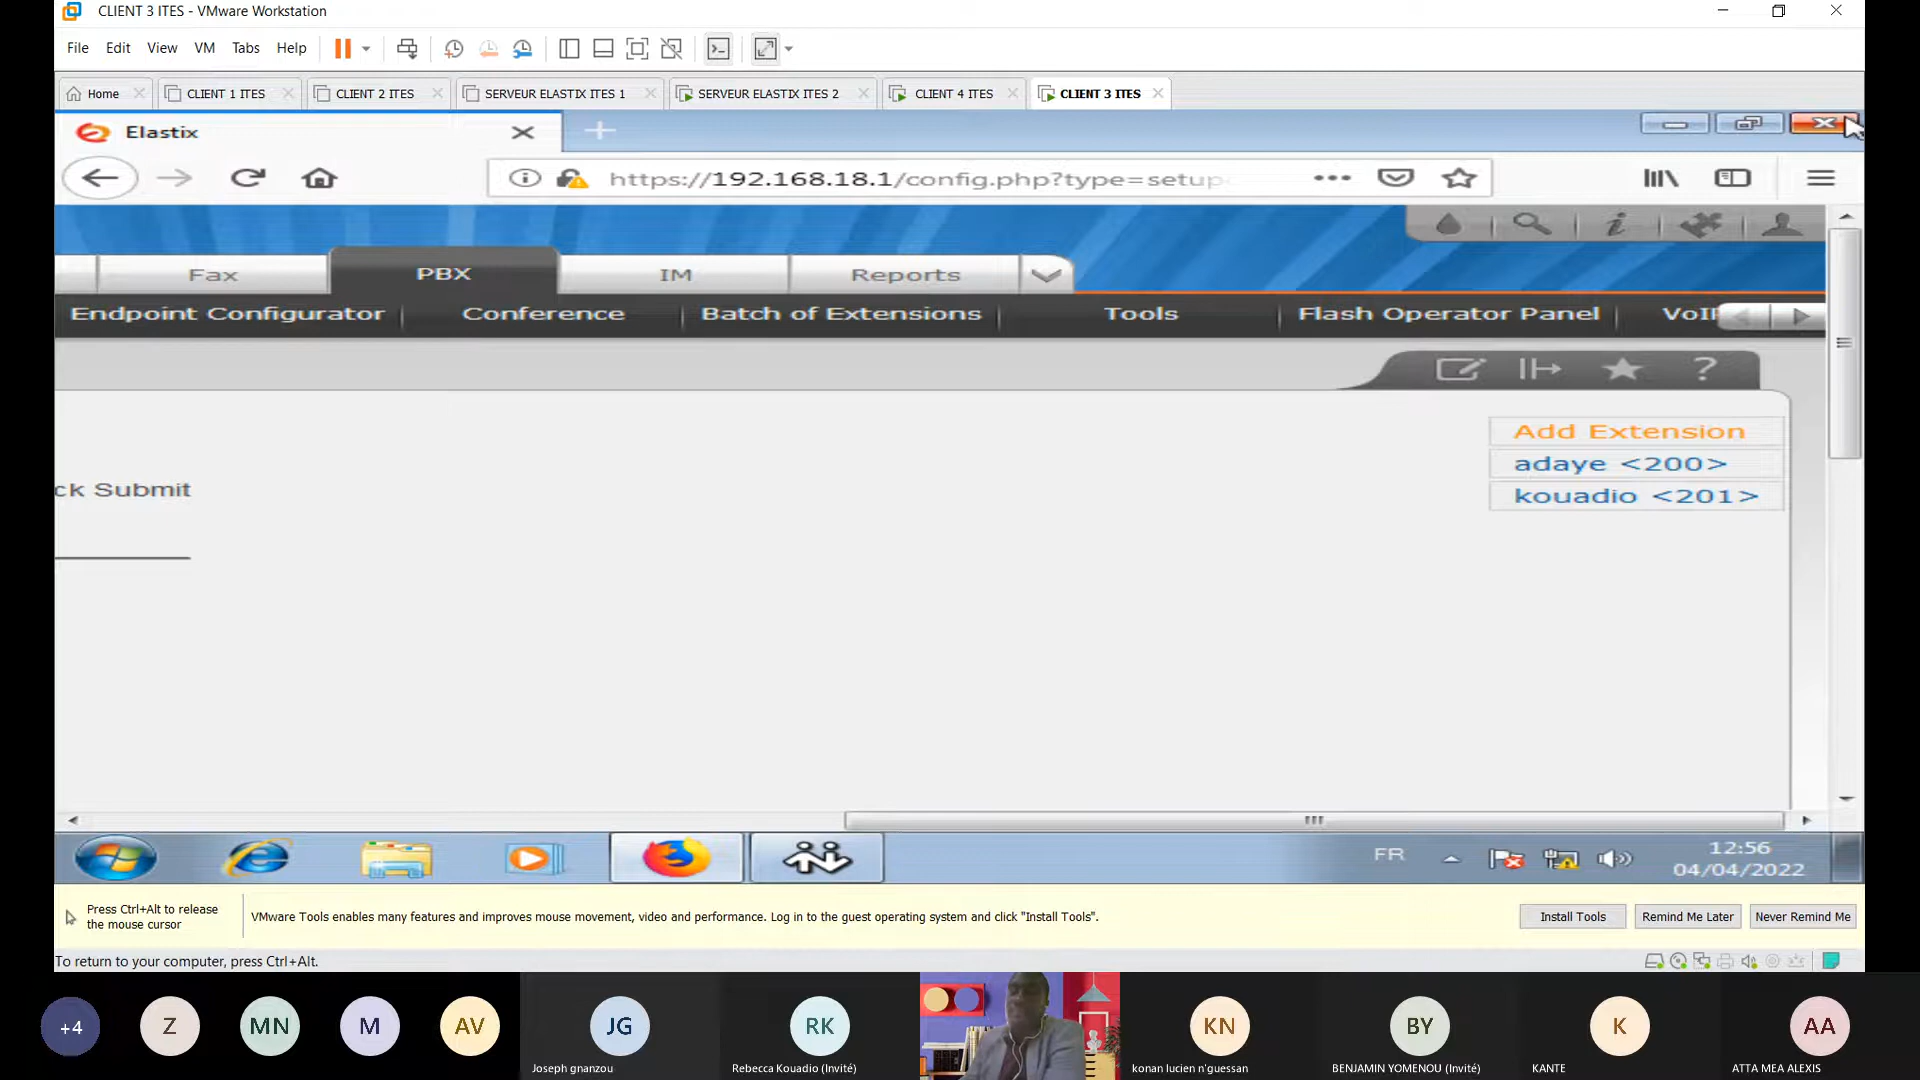 CLIENT 3 ITES - VMware Workstation
File Edit View VM Tabs Help
Home
CLIENT 1 ITES
CLIENT 2 ITES
SERVEUR ELASTIX ITES 1
SERVEUR ELASTIX ITES 2
CLIENT 4 ITES
CLIENT 3 ITES
Elastix
https://192.168.18.1/config.php?type=setup
Fax PBX IM Reports
Endpoint Configurator Conference Batch of Extensions Tools Flash Operator Panel
Add Extension
adaye <200>
kouadio <201>
ck Submit
FR
12:56
04/04/2022
Press Ctrl+Alt to release
the mouse cursor
VMware Tools enables many features and improves mouse movement, video and performance. Log in to the guest operating system and click "Install Tools".
Install Tools Remind Me Later Never Remind Me
To return to your computer, press Ctrl+Alt.
+4 Z MN M AV JG RK KN BY K AA
Joseph gnanzou
Rebecca Kouadio (Invité)
konan lucien n'guessan
BENJAMIN YOMENOU (Invité)
KANTE
ATTA MEA ALEXIS